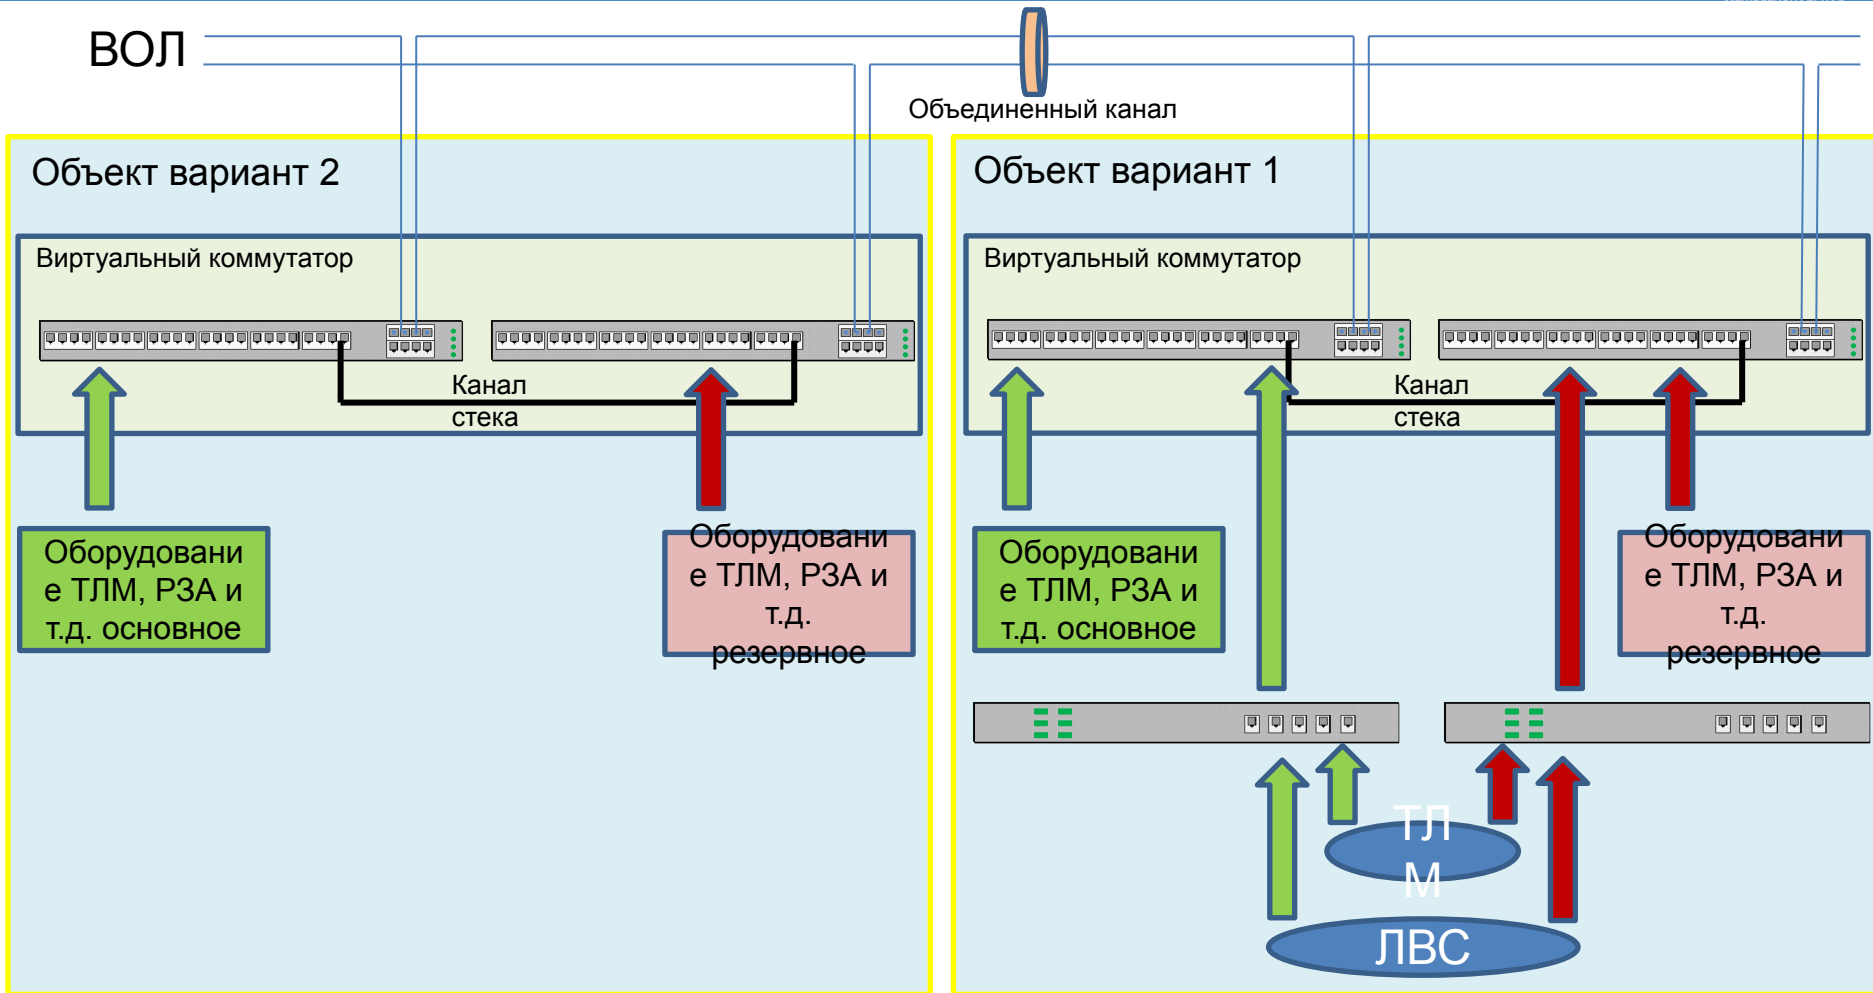 ВОЛ
Объединенный канал
Объект вариант 2
Виртуальный коммутатор
Канал
стека
Оборудовани
е ТЛМ, РЗА и
т.д. основное
Оборудовани
е ТЛМ, РЗА и
т.д.
резервное
Объект вариант 1
Виртуальный коммутатор
Канал
стека
Оборудовани
е ТЛМ, РЗА и
т.д. основное
Оборудовани
е ТЛМ, РЗА и
т.д.
резервное
ТЛ
М
ЛВС